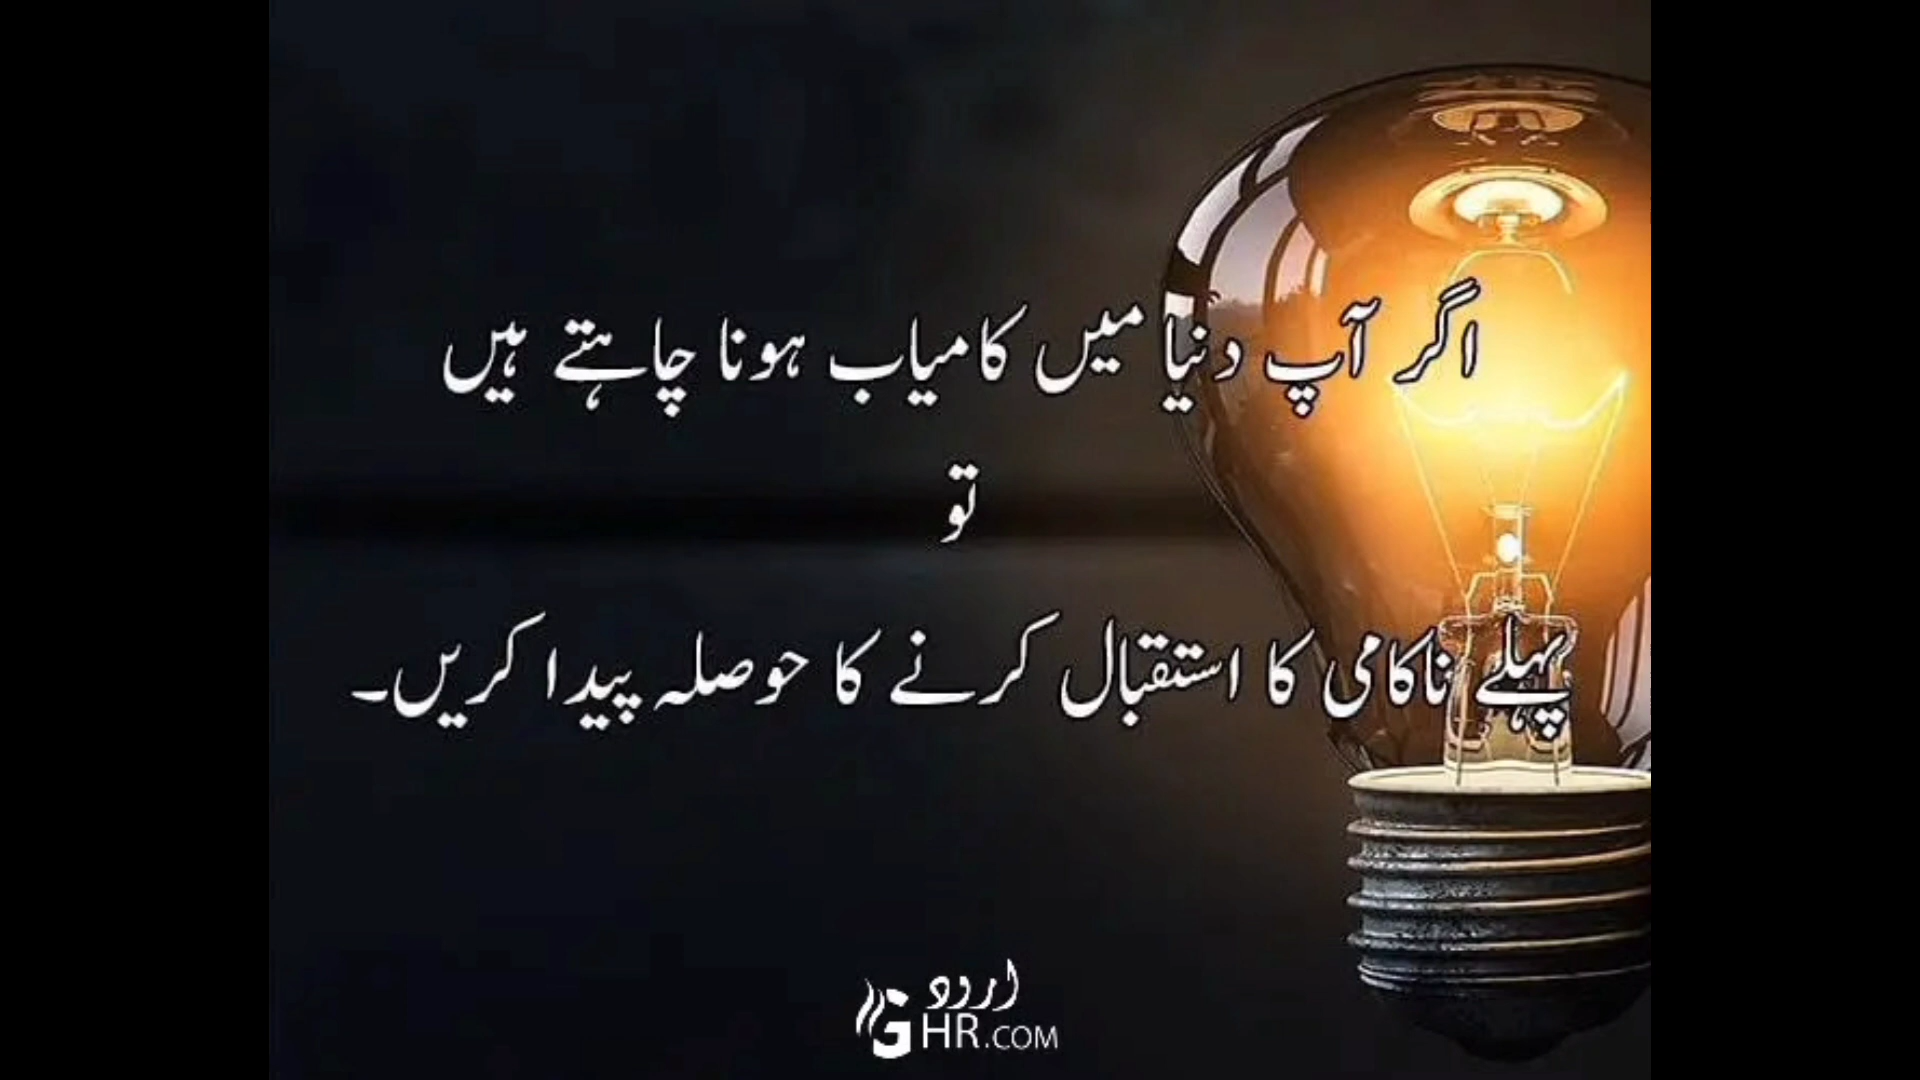 اگر آپ دنیا میں کامیاب ہونا چاہتے ہیں
تو
پہلے ناکامی کا استقبال کرنے کا حوصلہ پیدا کریں۔
اردو
GHR.COM